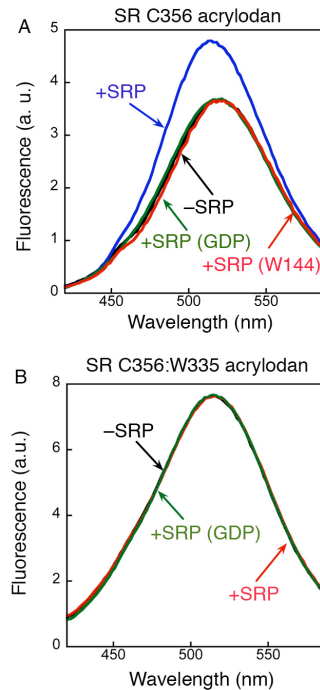 A
SR C356 acrylodan
5
4
3
2
1
0
Fluorescence (a. u.)
+SRP
–SRP
+SRP (GDP)
+SRP (W144)
450
500
550
Wavelength (nm)
B
SR C356:W335 acrylodan
8
6
4
2
0
Fluorescence (a.u.)
–SRP
+SRP (GDP)
+SRP
450
500
550
Wavelength (nm)